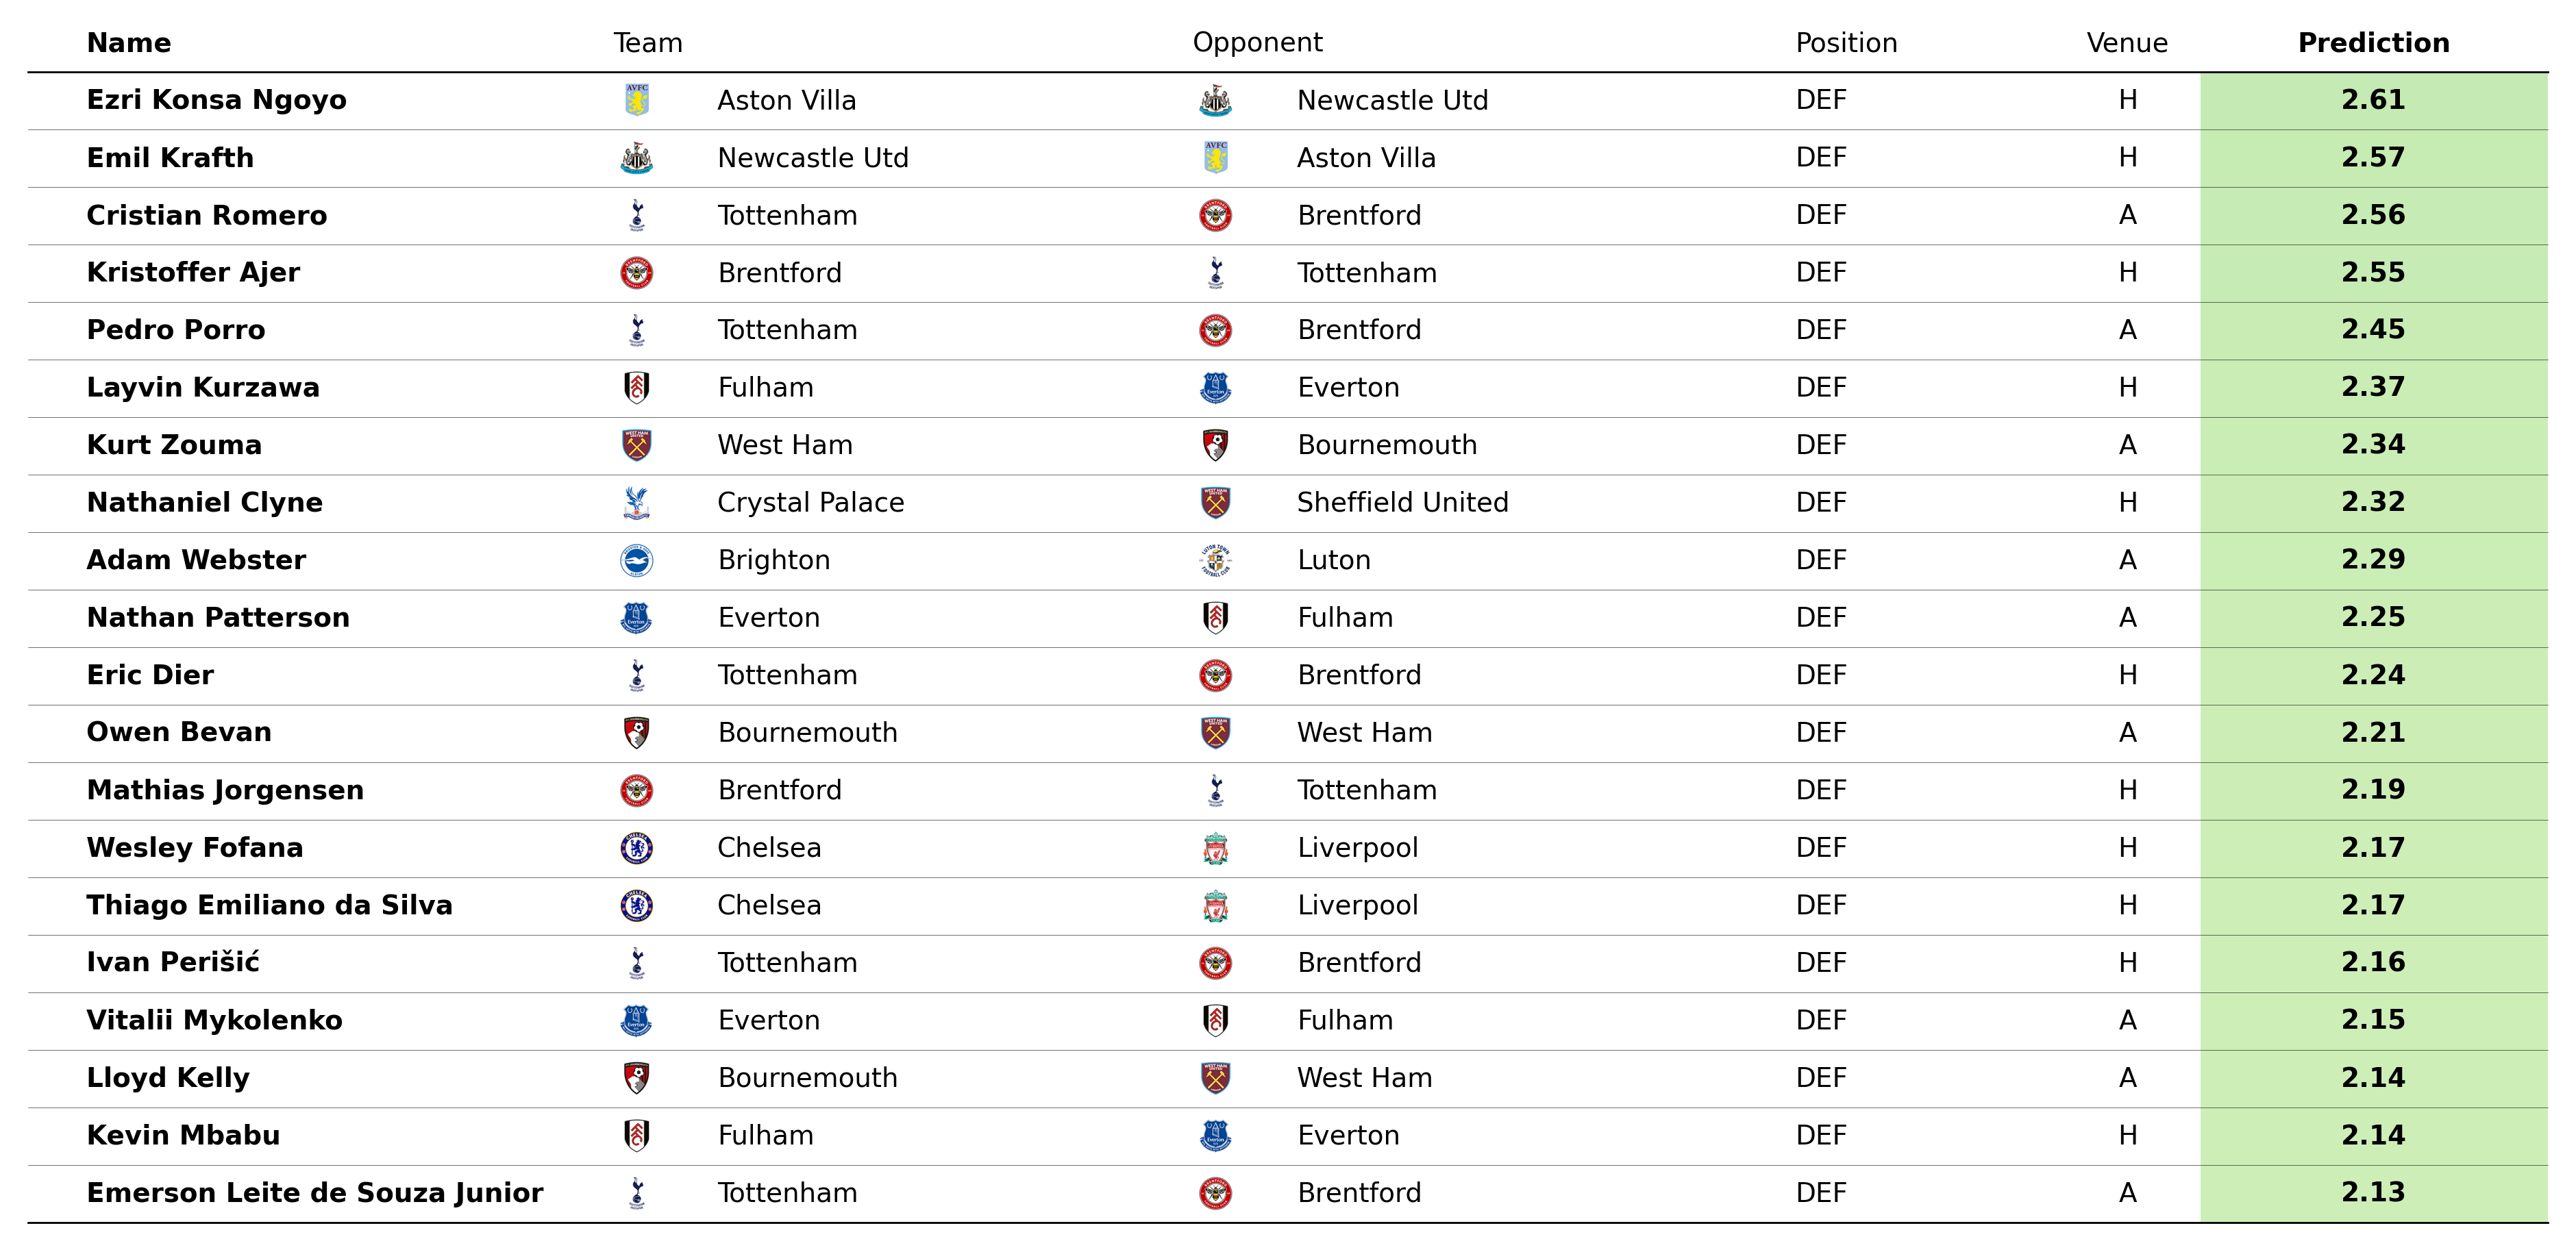 Name Team Opponent Position Venue Prediction
Ezri Konsa Ngoyo AVFC Aston Villa Newcastle Utd DEF H 2.61
Emil Krafth Newcastle Utd AVFC Aston Villa DEF H 2.57
Cristian Romero Tottenham Brentford DEF A 2.56
Kristoffer Ajer Brentford Tottenham DEF H 2.55
Pedro Porro Tottenham Brentford DEF A 2.45
Layvin Kurzawa Fulham Everton DEF H 2.37
Kurt Zouma West Ham Bournemouth DEF A 2.34
Nathaniel Clyne Crystal Palace Sheffield United DEF H 2.32
Adam Webster Brighton Luton DEF A 2.29
Nathan Patterson Everton Fulham DEF A 2.25
Eric Dier Tottenham Brentford DEF H 2.24
Owen Bevan Bournemouth West Ham DEF A 2.21
Mathias Jorgensen Brentford Tottenham DEF H 2.19
Wesley Fofana Chelsea Liverpool DEF H 2.17
Thiago Emiliano da Silva Chelsea Liverpool DEF H 2.17
Ivan Perišić Tottenham Brentford DEF H 2.16
Vitalii Mykolenko Everton Fulham DEF A 2.15
Lloyd Kelly Bournemouth West Ham DEF A 2.14
Kevin Mbabu Fulham Everton DEF H 2.14
Emerson Leite de Souza Junior Tottenham Brentford DEF A 2.13